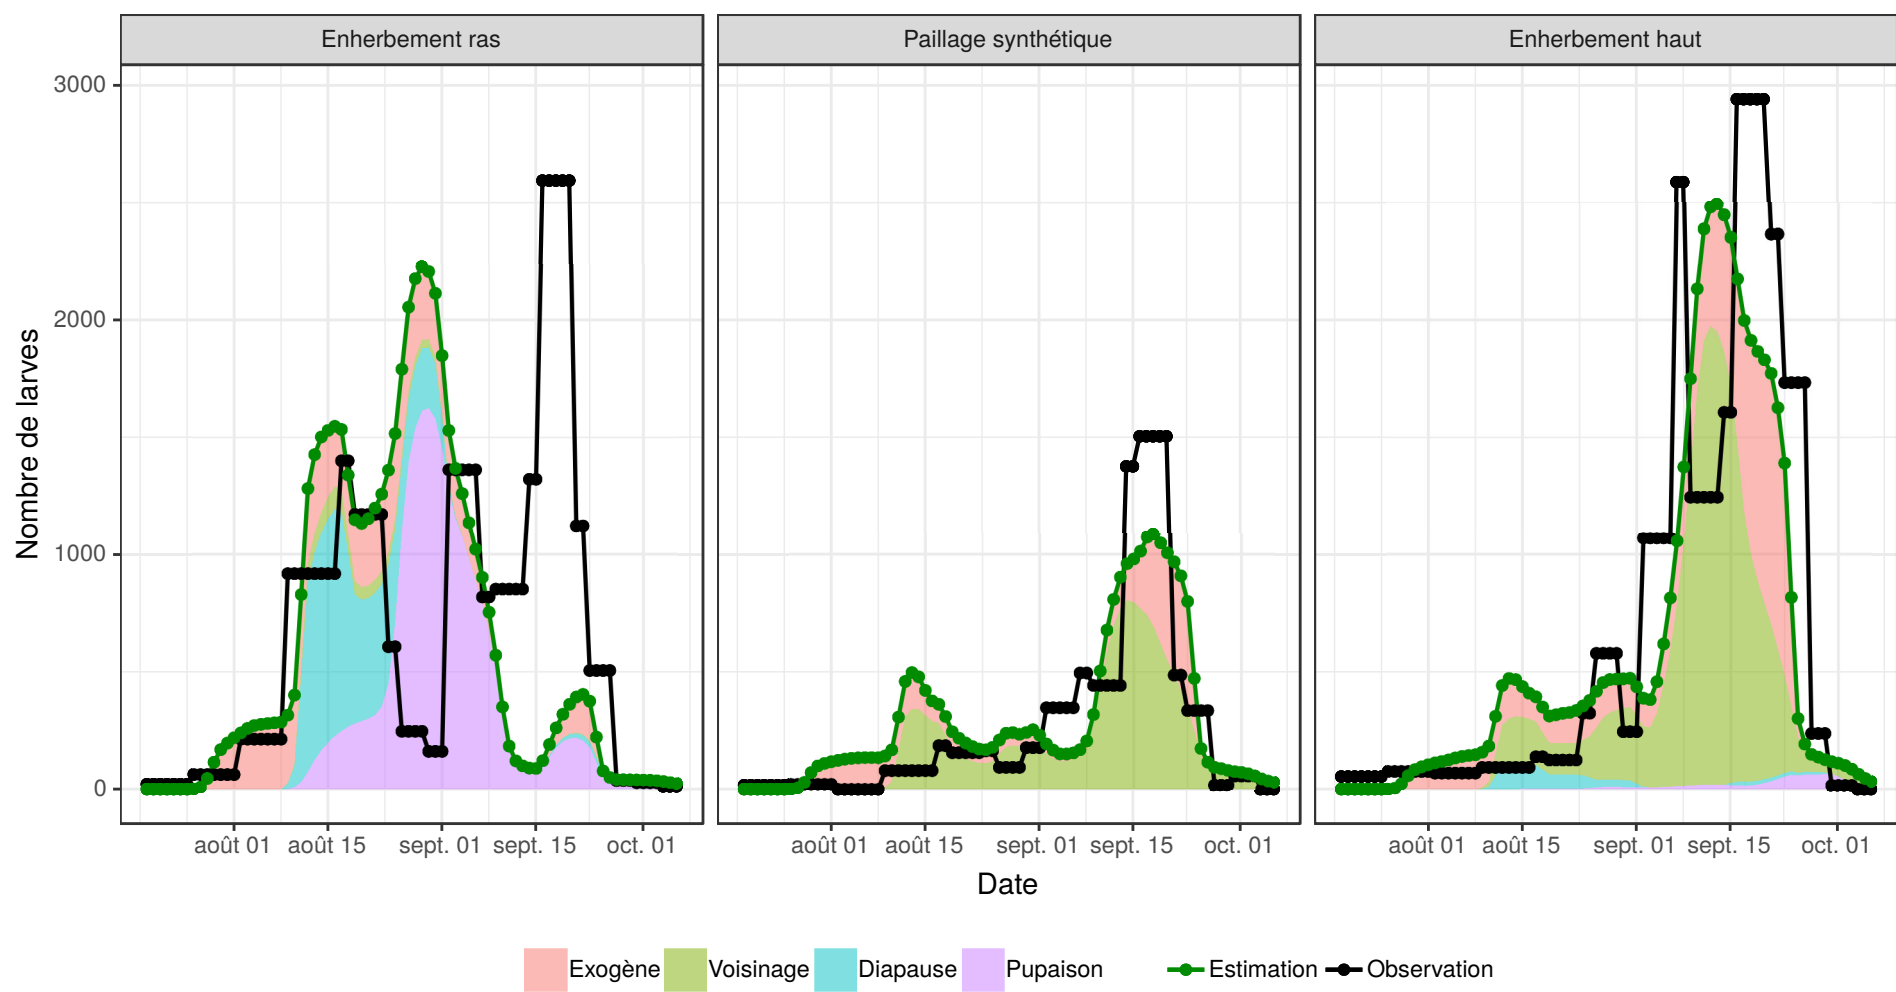 Enherbement ras
Paillage synthétique
Enherbement haut
Nombre de larves
3000
2000
1000
0
août 01 août 15 sept. 01 sept. 15 oct. 01
août 01 août 15 sept. 01 sept. 15 oct. 01
août 01 août 15 sept. 01 sept. 15 oct. 01
Date
Exogène Voisinage Diapause Pupaison Estimation Observation